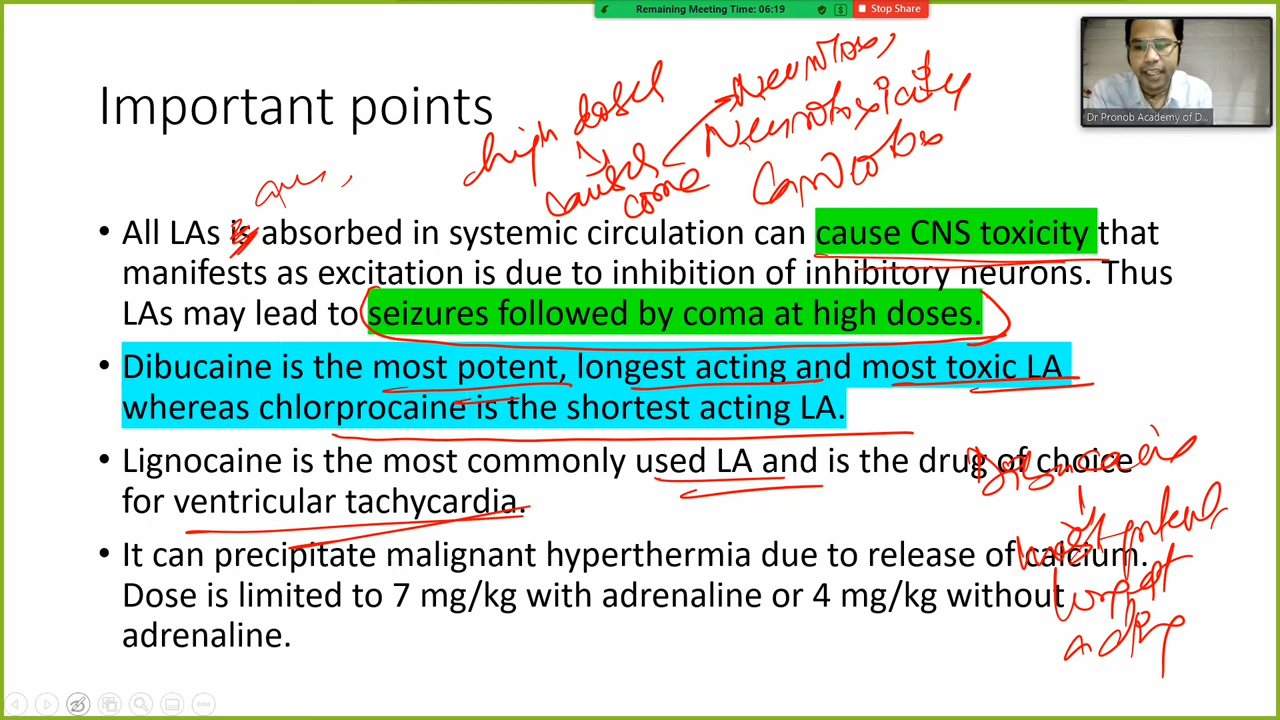 Remaining Meeting Time: 06:19
Stop Share
Dr Pronob Academy of D...
Important points
high doses
causes
coma
Neurotoxicity
• All LAs is absorbed in systemic circulation can cause CNS toxicity that
manifests as excitation is due to inhibition of inhibitory neurons. Thus
LAs may lead to seizures followed by coma at high doses.
• Dibucaine is the most potent, longest acting and most toxic LA
whereas chlorprocaine is the shortest acting LA.
• Lignocaine is the most commonly used LA and is the drug of choice
for ventricular tachycardia.
• It can precipitate malignant hyperthermia due to release of calcium.
Dose is limited to 7 mg/kg with adrenaline or 4 mg/kg without
adrenaline.